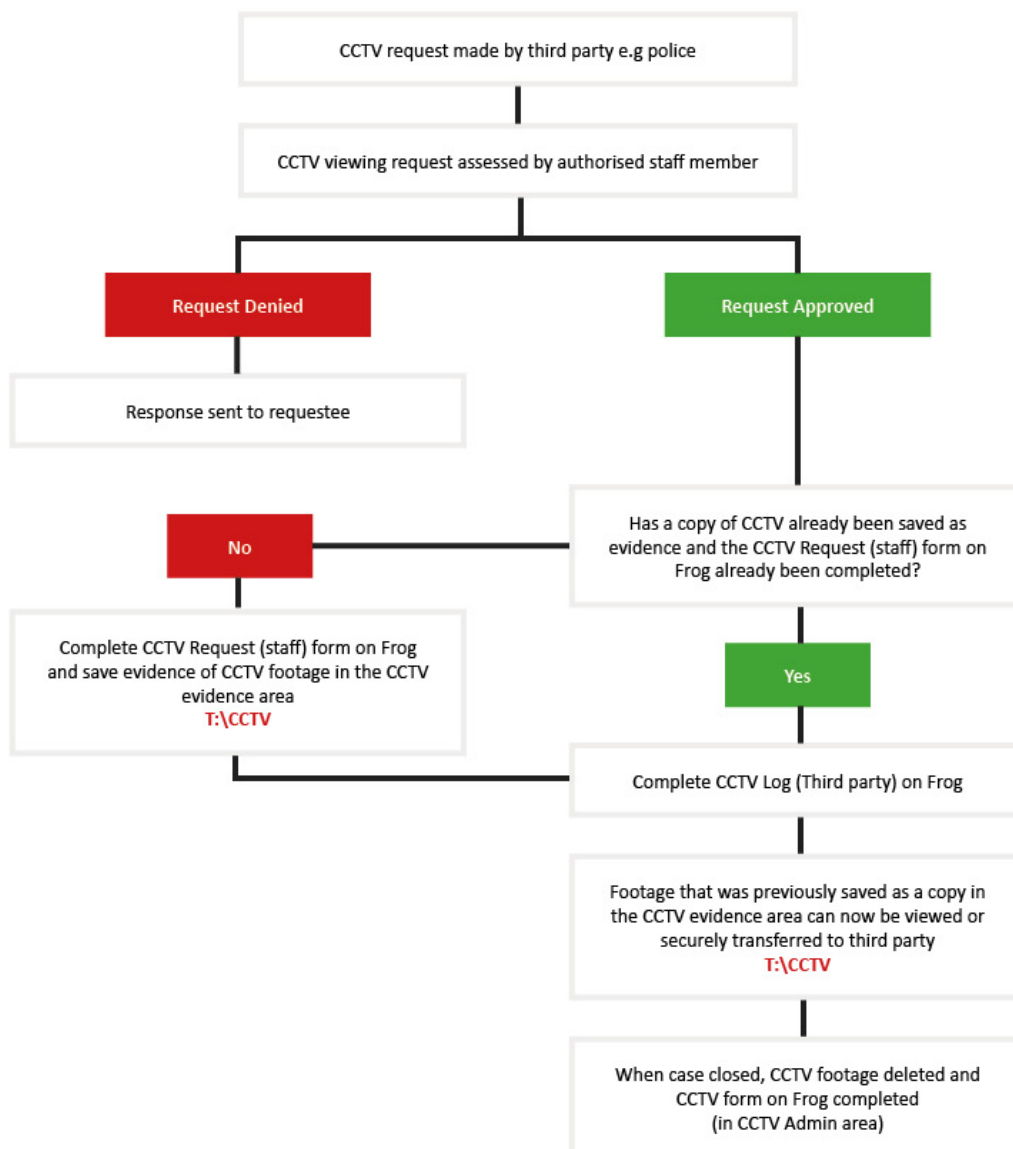 CCTV request made by third party e.g police
CCTV viewing request assessed by authorised staff member
Request Denied
Request Approved
Response sent to requestee
Has a copy of CCTV already been saved as
evidence and the CCTV Request (staff) form on
Frog already been completed?
No
Complete CCTV Request (staff) form on Frog
and save evidence of CCTV footage in the CCTV
evidence area
T:\CCTV
Yes
Complete CCTV Log (Third party) on Frog
Footage that was previously saved as a copy in
the CCTV evidence area can now be viewed or
securely transferred to third party
T:\CCTV
When case closed, CCTV footage deleted and
CCTV form on Frog completed
(in CCTV Admin area)